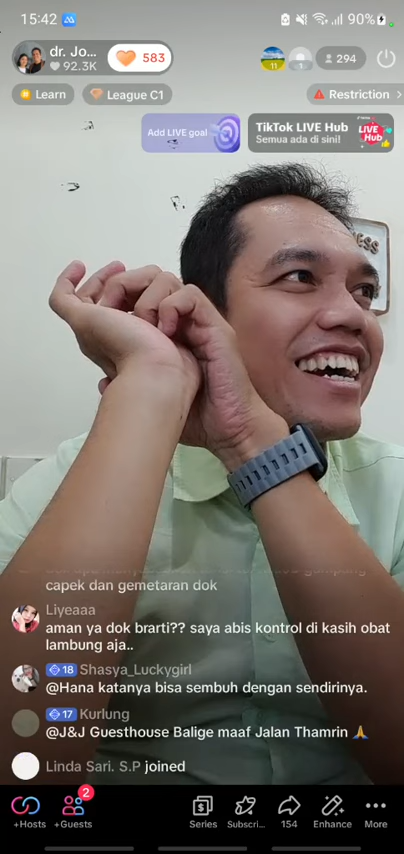 15:42
90%
dr. Jo...
92.3K
583
11
294
Learn
League C1
Restriction
Add LIVE goal
TikTok LIVE Hub
Semua ada di sini!
LIVE
Hub
ESS
capek dan gemetaran dok
Liyeaaa
aman ya dok brarti?? saya abis kontrol di kasih obat
lambung aja..
18 Shasya_Luckygirl
@Hana katanya bisa sembuh dengan sendirinya.
17 Kurlung
@J&J Guesthouse Balige maaf Jalan Thamrin 🙏
Linda Sari. S.P joined
2
+Hosts
+Guests
Series
Subscri...
154
Enhance
More